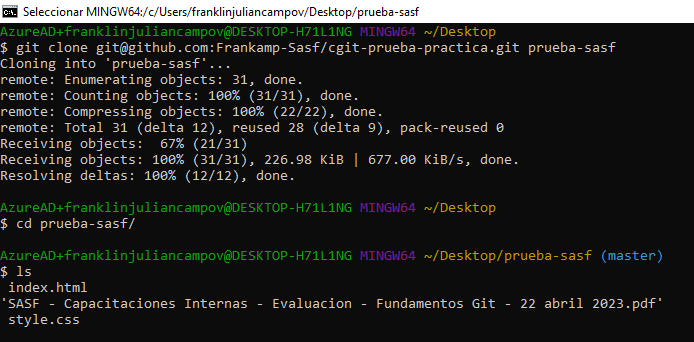 Seleccionar MINGW64:/c/Users/franklinjuliancampov/Desktop/prueba-sasf
AzureAD+franklinjuliancampov@DESKTOP-H71L1NG MINGW64 ~/Desktop
$ git clone git@github.com:Frankamp-Sasf/cgit-prueba-practica.git prueba-sasf
Cloning into 'prueba-sasf'...
remote: Enumerating objects: 31, done.
remote: Counting objects: 100% (31/31), done.
remote: Compressing objects: 100% (22/22), done.
remote: Total 31 (delta 12), reused 28 (delta 9), pack-reused 0
Receiving objects:  67% (21/31)
Receiving objects: 100% (31/31), 226.98 KiB | 677.00 KiB/s, done.
Resolving deltas: 100% (12/12), done.
AzureAD+franklinjuliancampov@DESKTOP-H71L1NG MINGW64 ~/Desktop
$ cd prueba-sasf/
AzureAD+franklinjuliancampov@DESKTOP-H71L1NG MINGW64 ~/Desktop/prueba-sasf (master)
$ ls
index.html
'SASF - Capacitaciones Internas - Evaluacion - Fundamentos Git - 22 abril 2023.pdf'
style.css